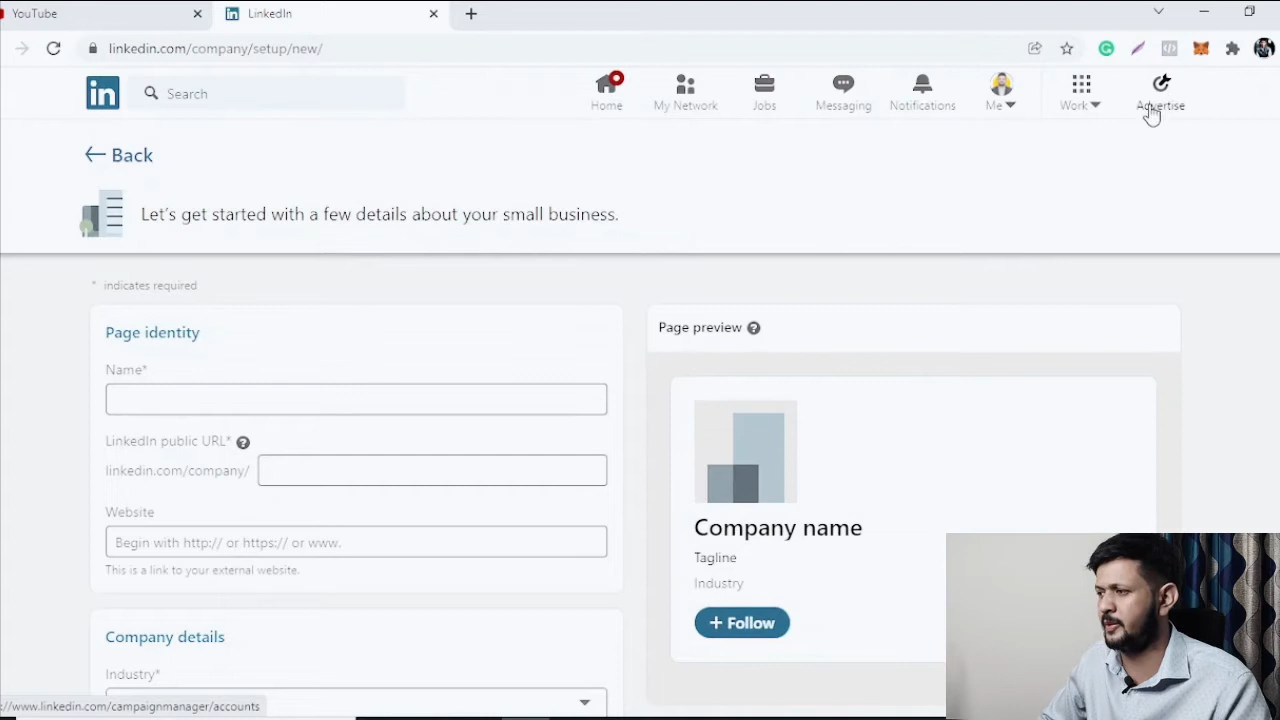 YouTube
LinkedIn
linkedin.com/company/setup/new/
in
Search
Home
My Network
Jobs
Messaging
Notifications
Me
Work
Advertise
Back
Let's get started with a few details about your small business.
* indicates required
Page identity
Name*
LinkedIn public URL*
linkedin.com/company/
Website
Begin with http:// or https:// or www.
This is a link to your external website.
Company details
Industry*
Page preview
Company name
Tagline
Industry
+ Follow
://www.linkedin.com/campaignmanager/accounts